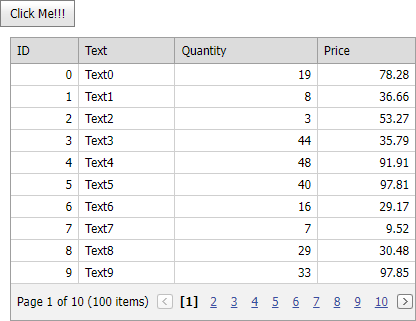 Click Me!!!
ID Text Quantity Price
0 Text0 19 78.28
1 Text1 8 36.66
2 Text2 3 53.27
3 Text3 44 35.79
4 Text4 48 91.91
5 Text5 40 97.81
6 Text6 16 29.17
7 Text7 7 9.52
8 Text8 29 30.48
9 Text9 33 97.85
Page 1 of 10 (100 items) < [1] 2 3 4 5 6 7 8 9 10 >